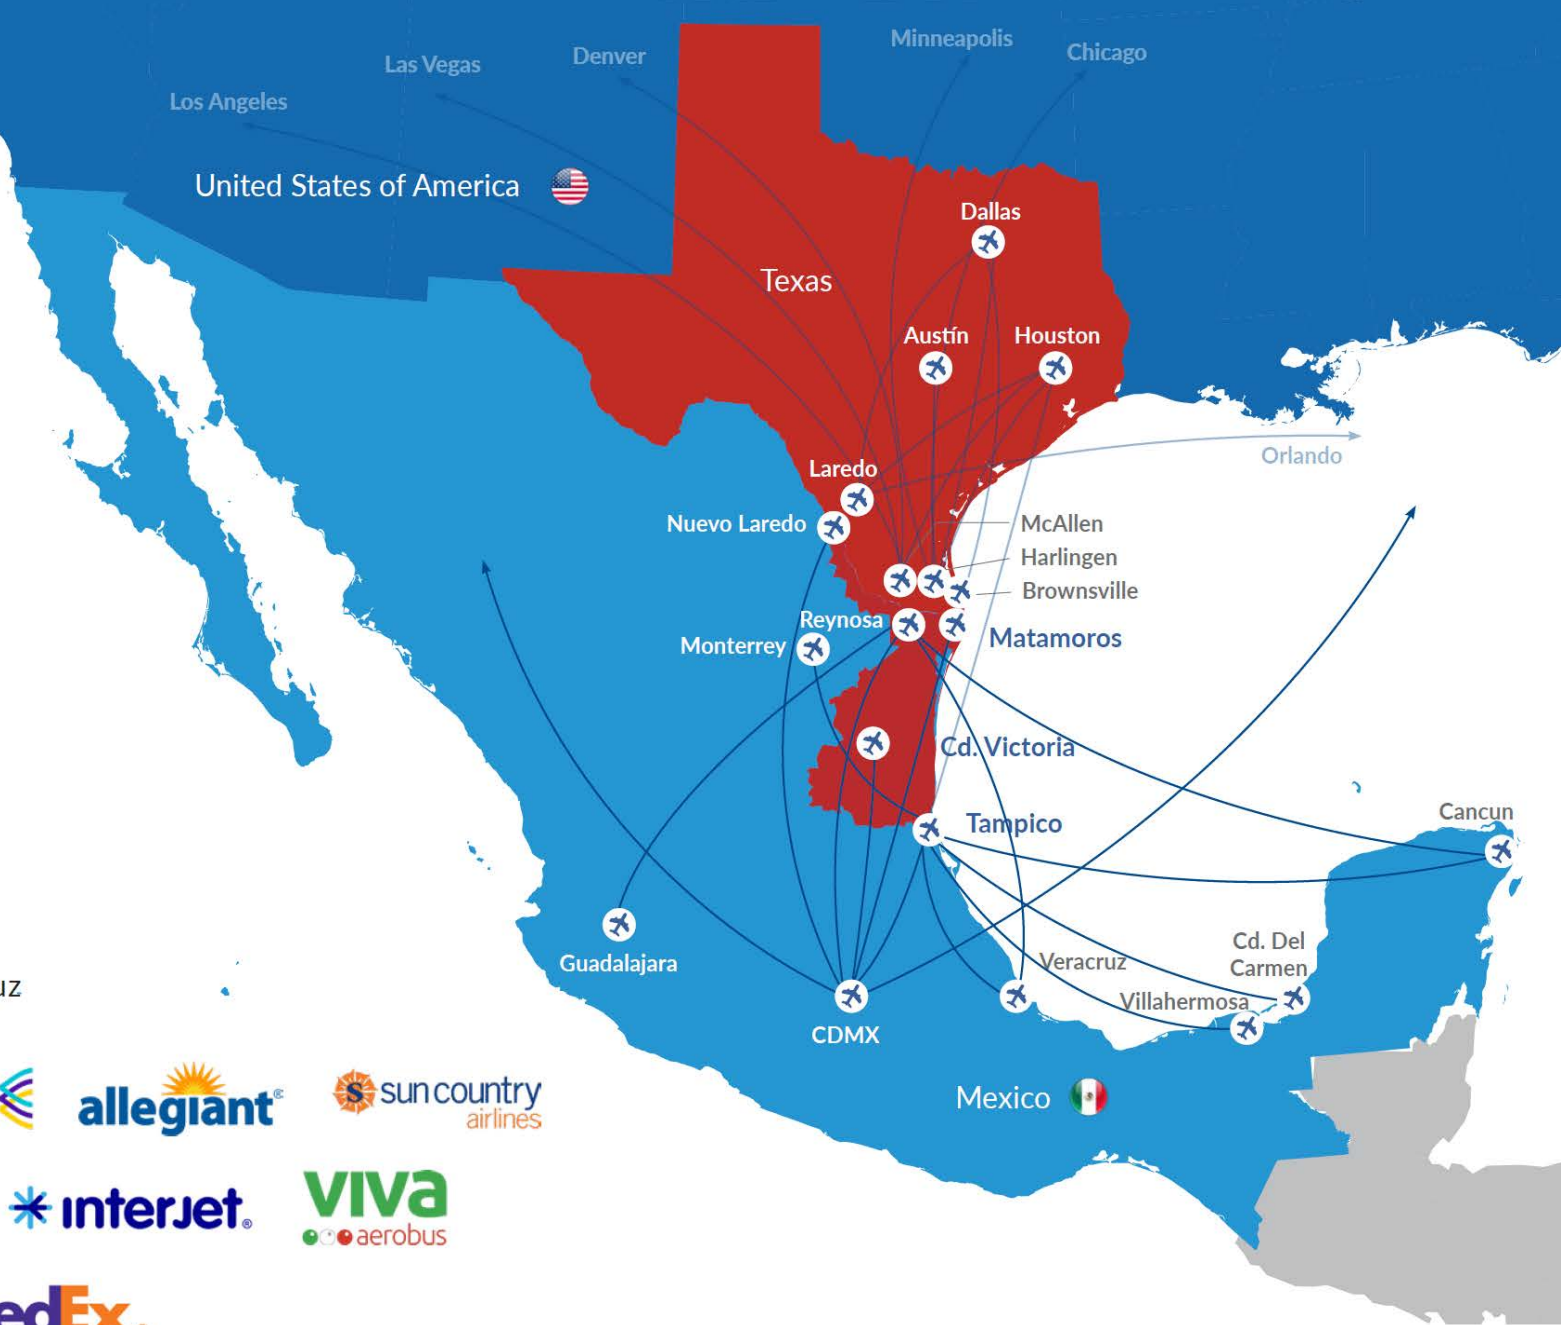 Minneapolis
Chicago
Denver
Las Vegas
Los Angeles
United States of America
Dallas
Texas
Austín
Houston
Orlando
Laredo
Nuevo Laredo
McAllen
Harlingen
Brownsville
Reynosa
Monterrey
Matamoros
Cd. Victoria
Tampico
Cancun
Guadalajara
Cd. Del
Carmen
Veracruz
Villahermosa
CDMX
Mexico
uz
allegiant®
sun country
airlines
interjet®
viva
aerobus
edEx